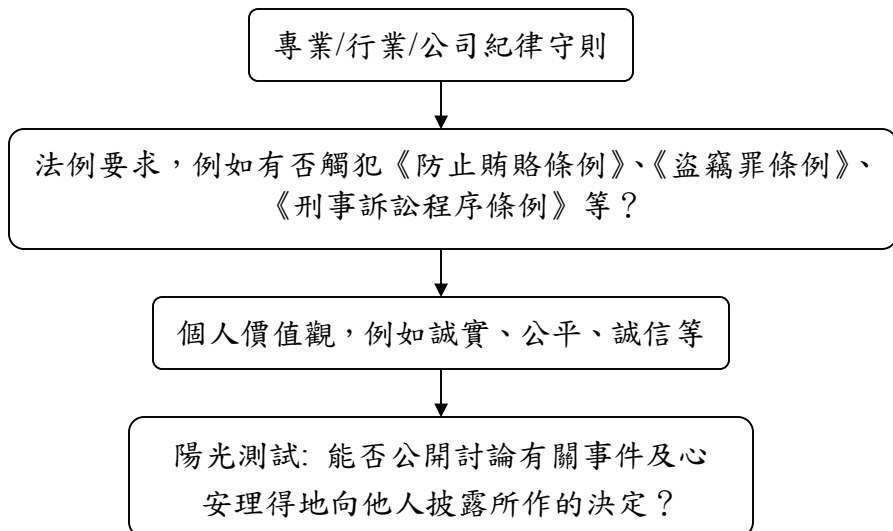 專業/行業/公司紀律守則
法例要求，例如有否觸犯《防止賄賂條例》、《盜竊罪條例》、
《刑事訴訟程序條例》等？
個人價值觀，例如誠實、公平、誠信等
陽光測試: 能否公開討論有關事件及心
安理得地向他人披露所作的決定？